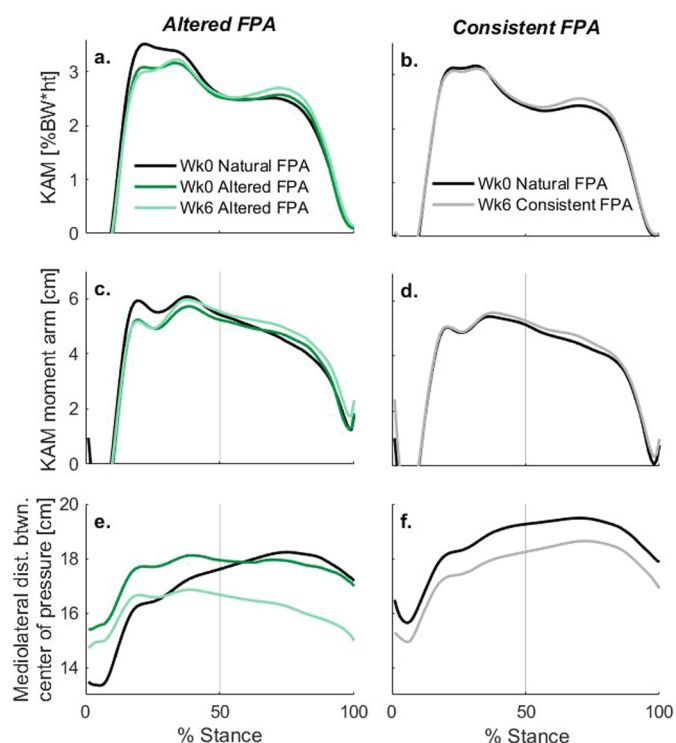 Altered FPA
Consistent FPA
a.
b.
KAM [%BW*ht]
3
2
1
0
Wk0 Natural FPA
Wk0 Altered FPA
Wk6 Altered FPA
Wk0 Natural FPA
Wk6 Consistent FPA
c.
d.
KAM moment arm [cm]
6
4
2
0
e.
f.
Mediolateral dist. btwn.
center of pressure [cm]
20
18
16
14
0
50
100
0
50
100
% Stance
% Stance